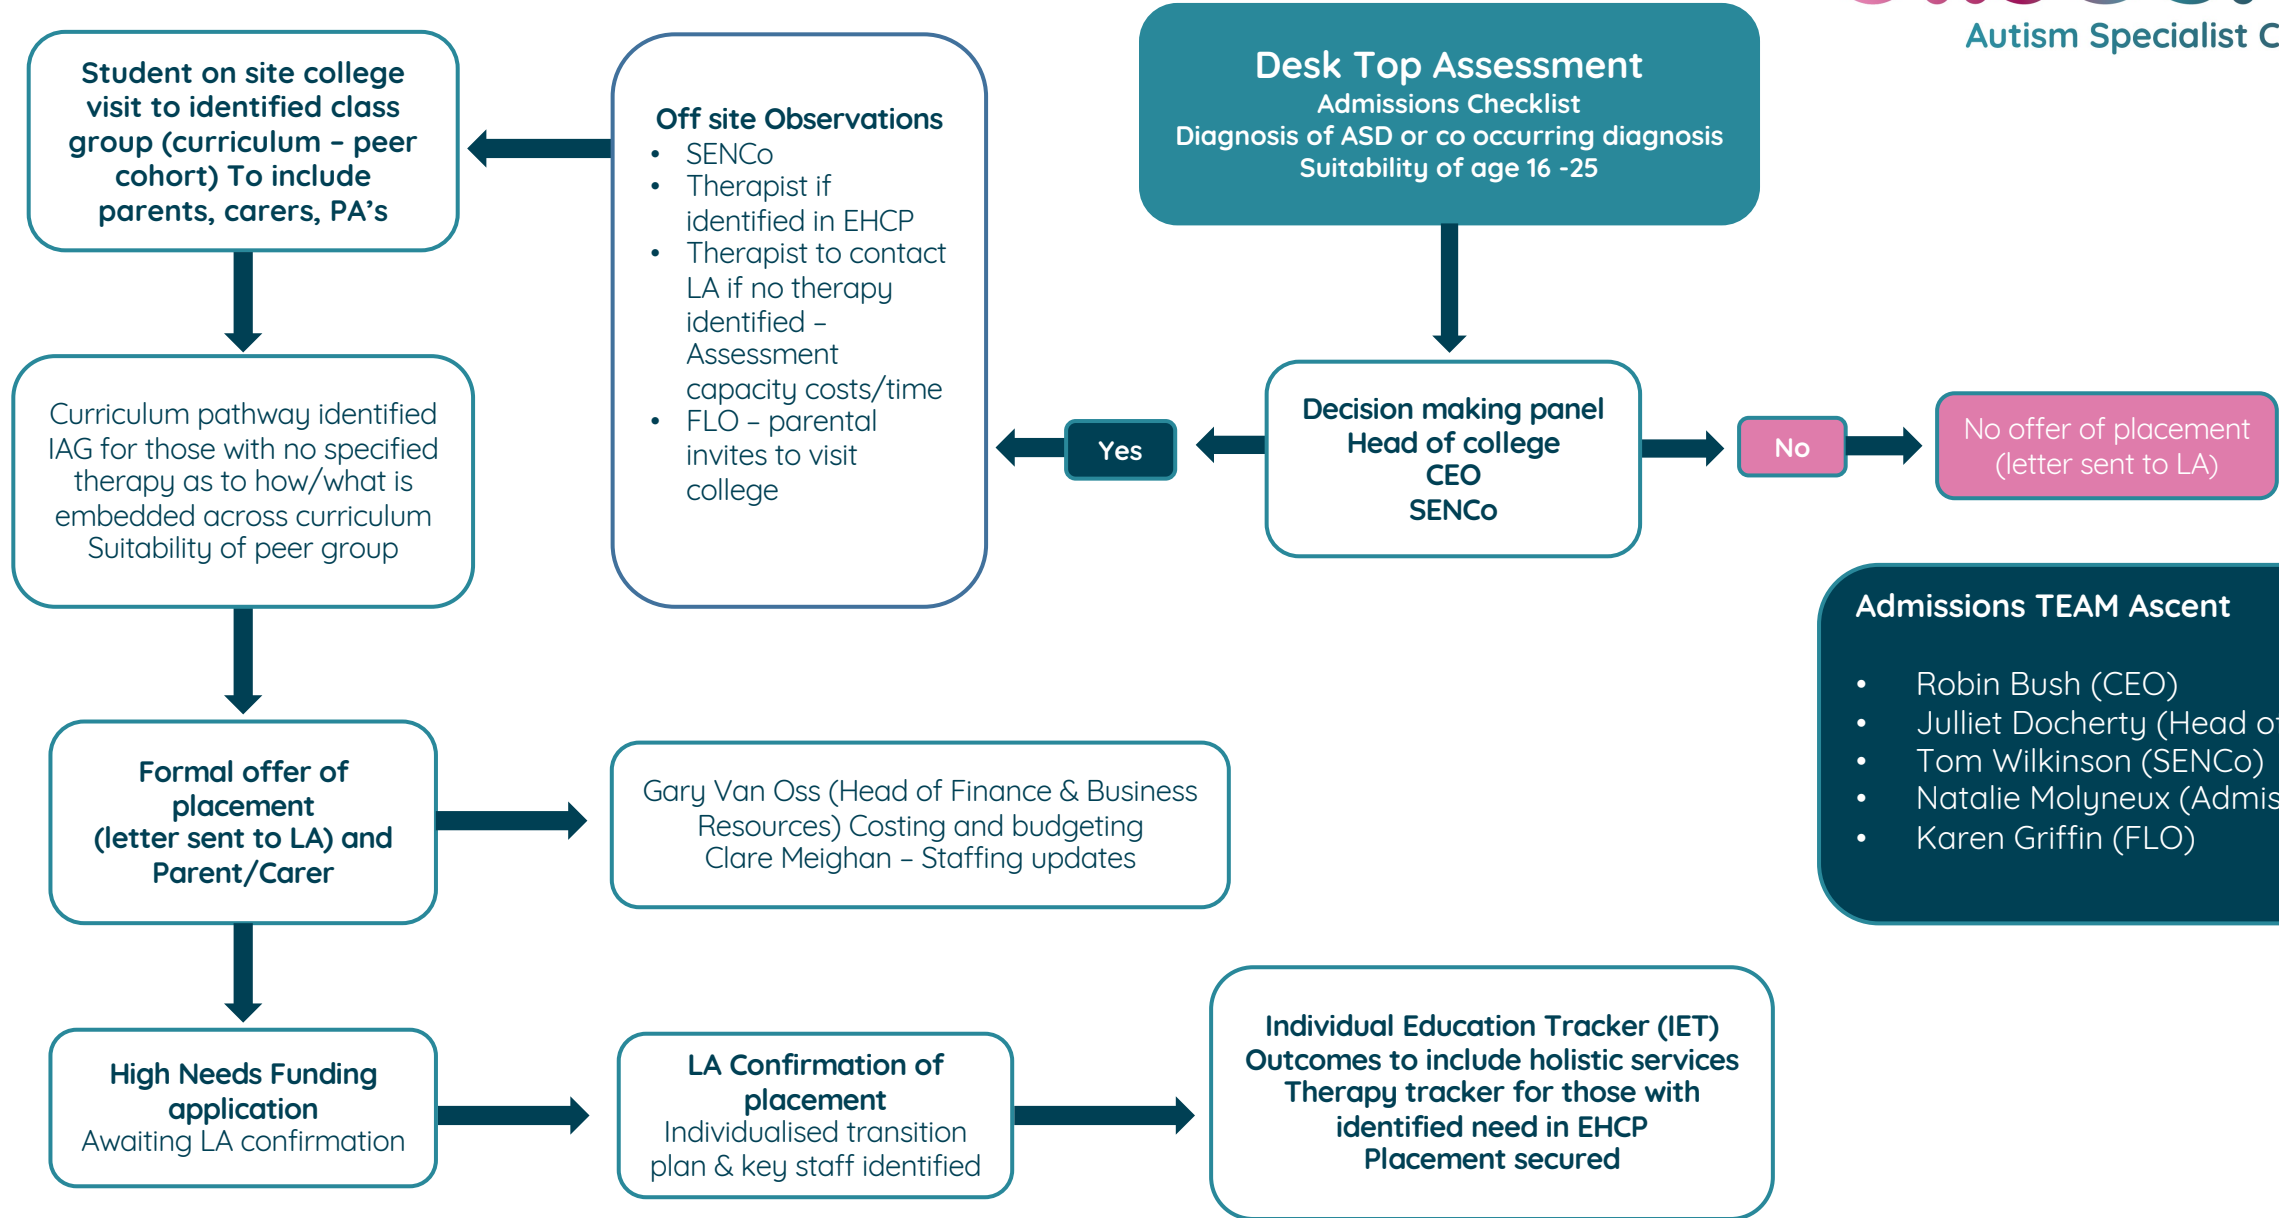 Autism Specialist C
Desk Top Assessment
Admissions Checklist
Diagnosis of ASD or co occurring diagnosis
Suitability of age 16 -25
Decision making panel
Head of college
CEO
SENCo
No
No offer of placement
(letter sent to LA)
Yes
Off site Observations
• SENCo
• Therapist if
identified in EHCP
• Therapist to contact
LA if no therapy
identified –
Assessment
capacity costs/time
• FLO – parental
invites to visit
college
Student on site college
visit to identified class
group (curriculum – peer
cohort) To include
parents, carers, PA's
Curriculum pathway identified
IAG for those with no specified
therapy as to how/what is
embedded across curriculum
Suitability of peer group
Formal offer of
placement
(letter sent to LA) and
Parent/Carer
Gary Van Oss (Head of Finance & Business
Resources) Costing and budgeting
Clare Meighan – Staffing updates
High Needs Funding
application
Awaiting LA confirmation
LA Confirmation of
placement
Individualised transition
plan & key staff identified
Individual Education Tracker (IET)
Outcomes to include holistic services
Therapy tracker for those with
identified need in EHCP
Placement secured
Admissions TEAM Ascent
• Robin Bush (CEO)
• Julliet Docherty (Head of
• Tom Wilkinson (SENCo)
• Natalie Molyneux (Admis
• Karen Griffin (FLO)